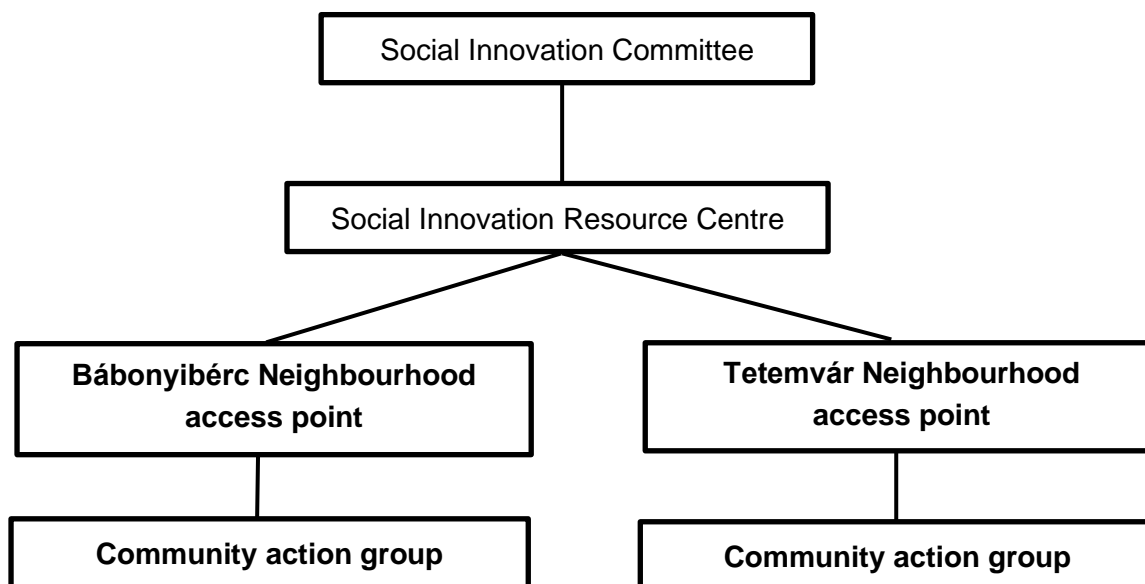 Social Innovation Committee
Social Innovation Resource Centre
Bábonyibérc Neighbourhood
access point
Tetemvár Neighbourhood
access point
Community action group
Community action group